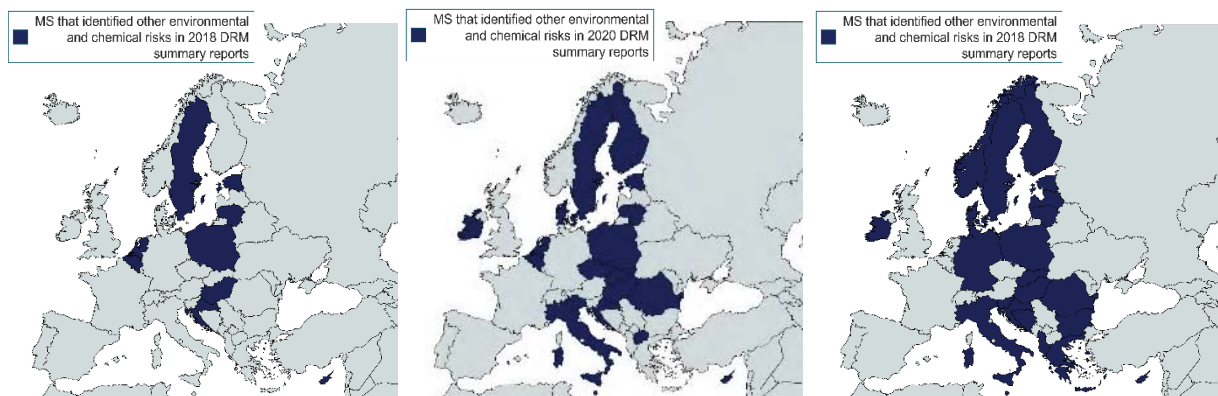 MS that identified other environmental
and chemical risks in 2018 DRM
summary reports
MS that identified other environmental
and chemical risks in 2020 DRM
summary reports
MS that identified other environmental
and chemical risks in 2018 DRM
summary reports